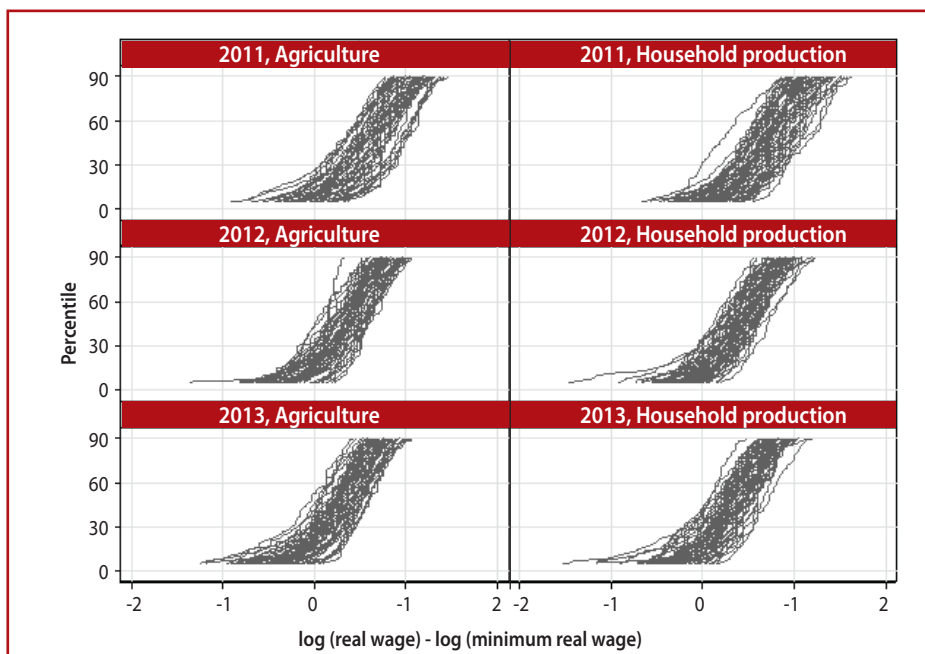 2011, Agriculture
2011, Household production
90
60
30
0
2012, Agriculture
2012, Household production
90
60
30
0
2013, Agriculture
2013, Household production
90
60
30
0
Percentile
-2 -1 0 -1 2 -2 -1 0 -1 2
log (real wage) - log (minimum real wage)